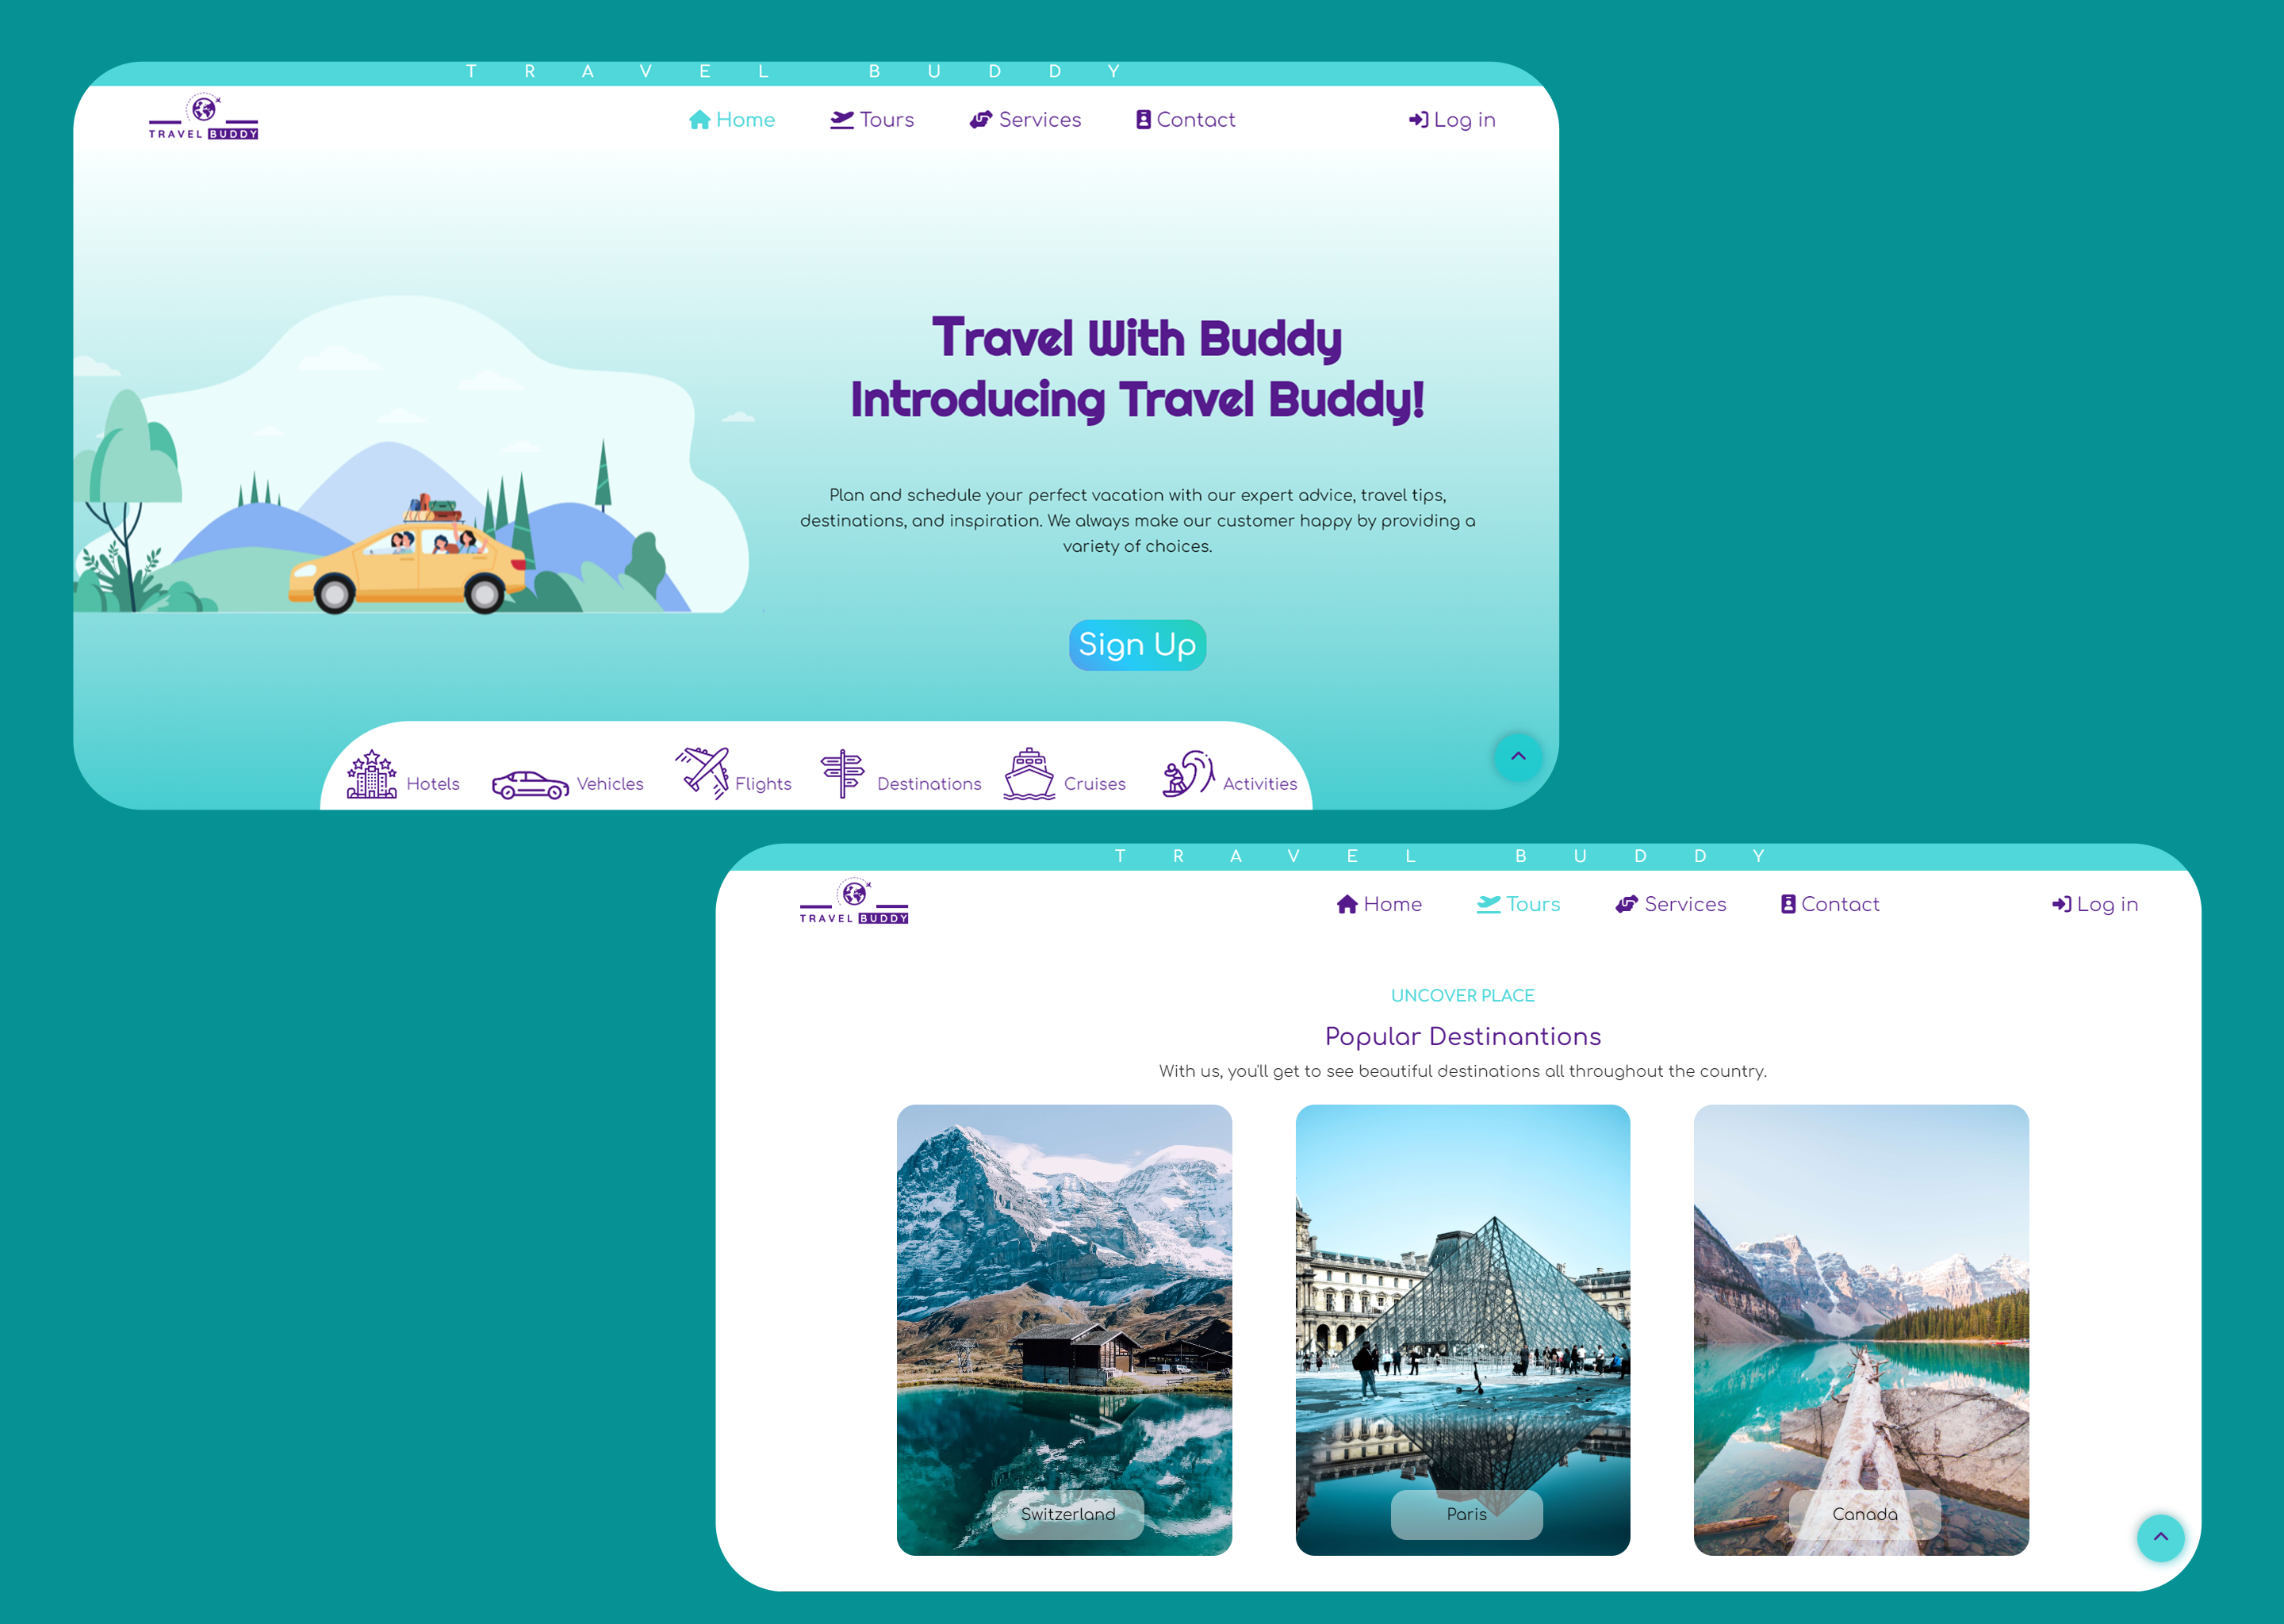 TRAVEL BUDDY
TRAVEL BUDDY
Home Tours Services Contact Log in
Travel With Buddy
Introducing Travel Buddy!
Plan and schedule your perfect vacation with our expert advice, travel tips,
destinations, and inspiration. We always make our customer happy by providing a
variety of choices.
Sign Up
Hotels Vehicles Flights Destinations Cruises Activities
TRAVEL BUDDY
TRAVEL BUDDY
Home Tours Services Contact Log in
UNCOVER PLACE
Popular Destinantions
With us, you'll get to see beautiful destinations all throughout the country.
Switzerland Paris Canada